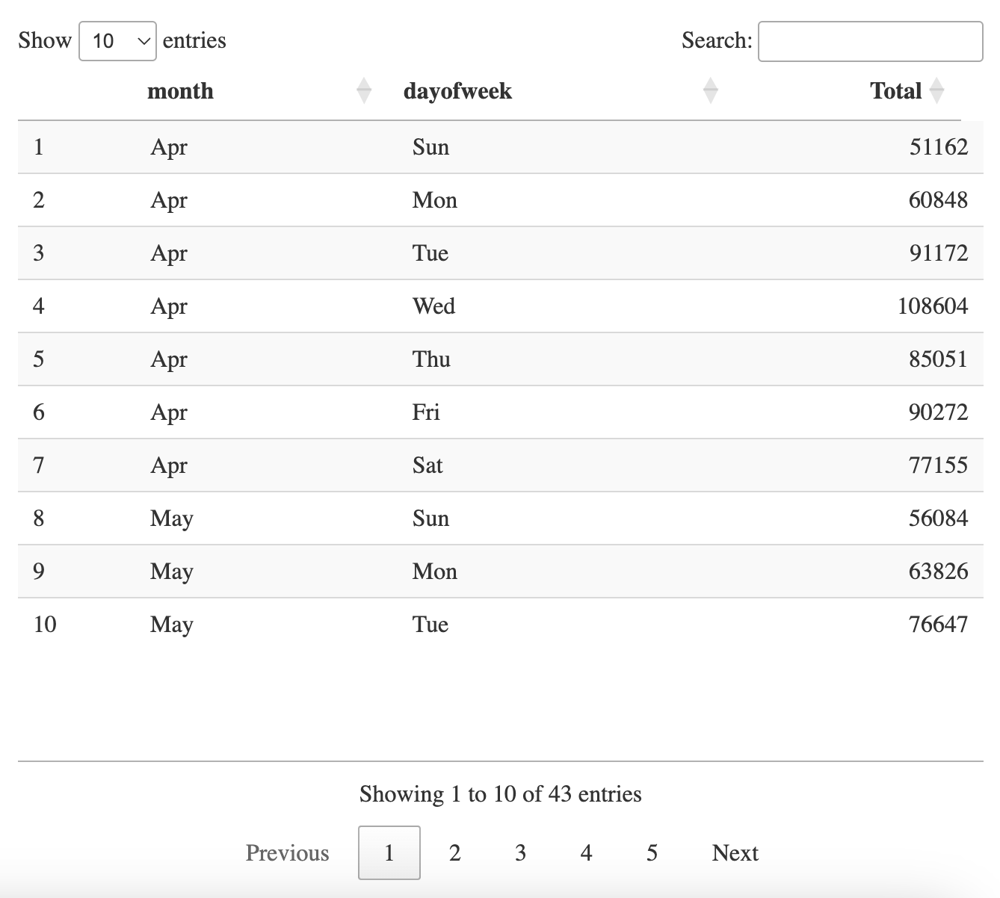 Show 10 entries Search:
month dayofweek Total
1 Apr Sun 51162
2 Apr Mon 60848
3 Apr Tue 91172
4 Apr Wed 108604
5 Apr Thu 85051
6 Apr Fri 90272
7 Apr Sat 77155
8 May Sun 56084
9 May Mon 63826
10 May Tue 76647
Showing 1 to 10 of 43 entries
Previous 1 2 3 4 5 Next